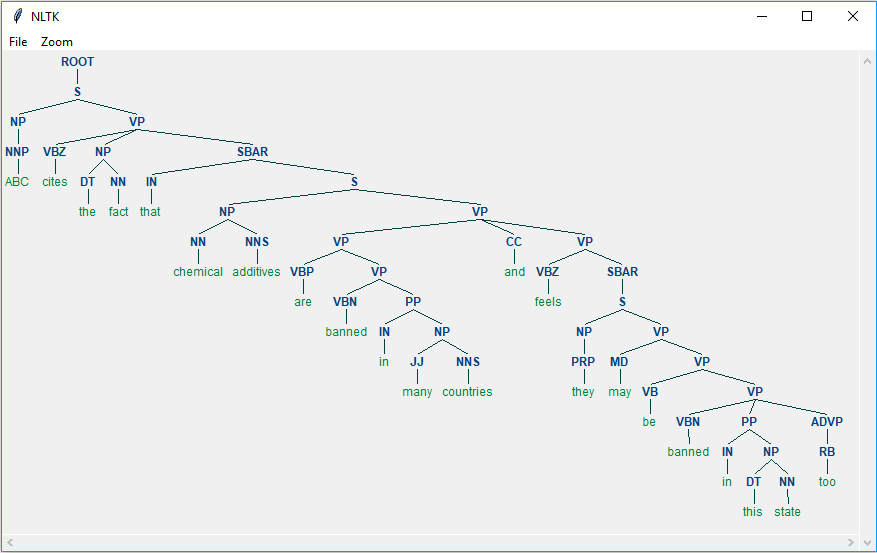 NLTK
File Zoom
ROOT
S
NP VP
NNP VBZ NP SBAR
ABC cites DT NN IN S
the fact that NP VP
NN NNS VP CC VP
chemical additives VBP VP and VBZ SBAR
are VBN PP feels S
banned IN NP NP VP
in JJ NNS PRP MD VP
many countries they may VB VP
be VBN PP ADVP
banned IN NP RB
in DT NN too
this state